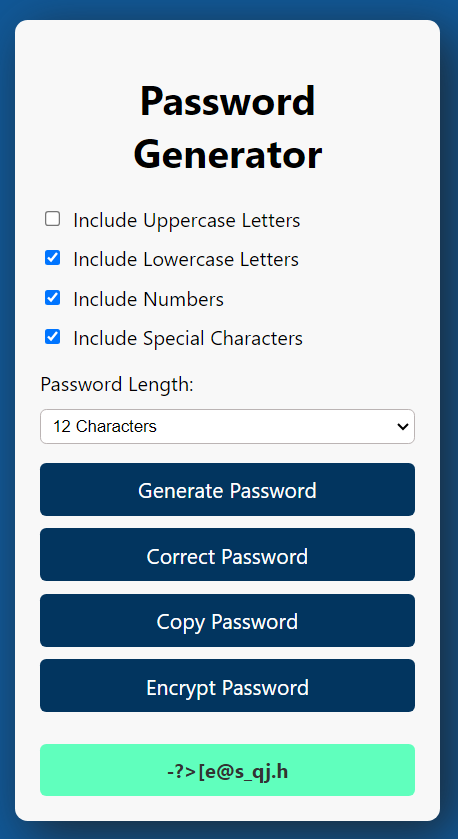 Password
Generator
Include Uppercase Letters
Include Lowercase Letters
Include Numbers
Include Special Characters
Password Length:
12 Characters
Generate Password
Correct Password
Copy Password
Encrypt Password
-?>[e@s_qj.h